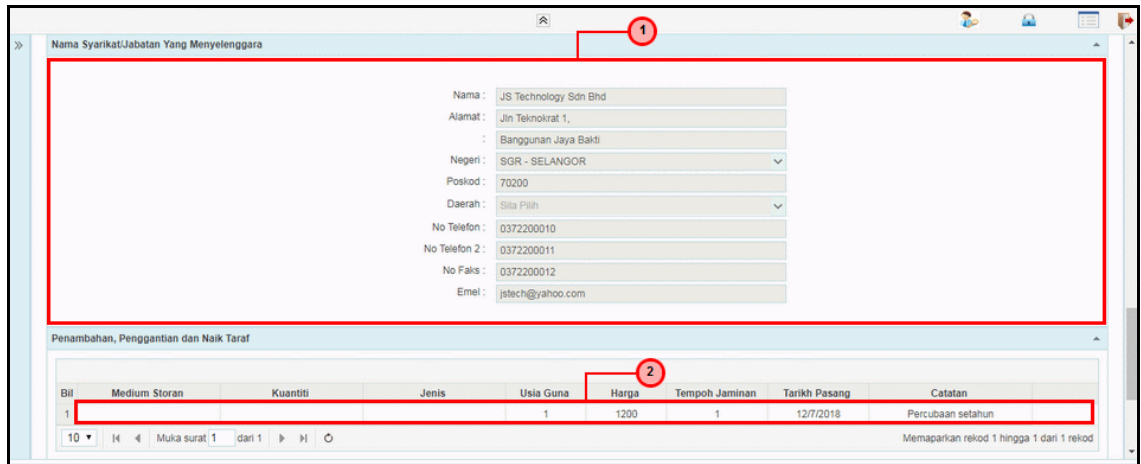 1
Nama Syarikat/Jabatan Yang Menyelenggara
Nama : JS Technology Sdn Bhd
Alamat : Jln Teknokrat 1,
: Banggunan Jaya Bakti
Negeri : SGR - SELANGOR
Poskod : 70200
Daerah : Sila Pilih
No Telefon : 0372200010
No Telefon 2 : 0372200011
No Faks : 0372200012
Emel : jstech@yahoo.com
Penambahan, Penggantian dan Naik Taraf
2
Bil Medium Storan Kuantiti Jenis Usia Guna Harga Tempoh Jaminan Tarikh Pasang Catatan
1 1 1200 1 12/7/2018 Percubaan setahun
10 Muka surat 1 dari 1 Memaparkan rekod 1 hingga 1 dari 1 rekod